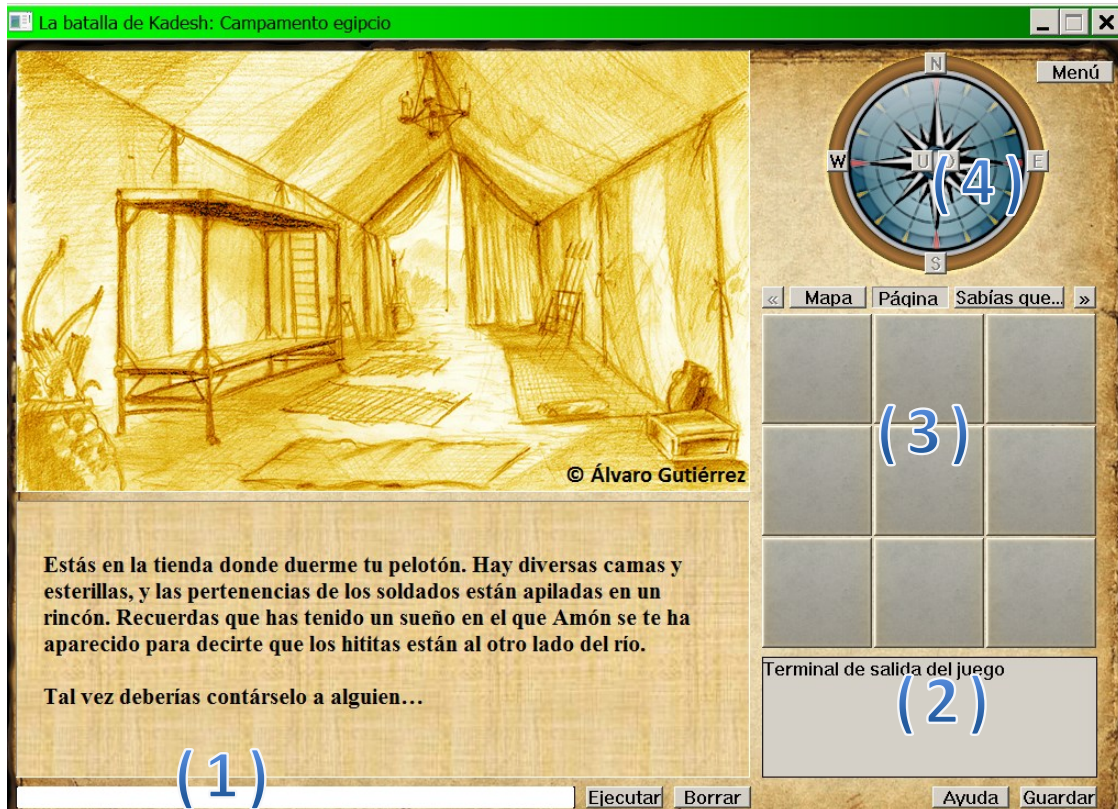 La batalla de Kadesh: Campamento egipcio
© Álvaro Gutiérrez
Estás en la tienda donde duerme tu pelotón. Hay diversas camas y
esterillas, y las pertenencias de los soldados están apiladas en un
rincón. Recuerdas que has tenido un sueño en el que Amón se te ha
aparecido para decirte que los hititas están al otro lado del río.
Tal vez deberías contárselo a alguien…
(1)
Ejecutar Borrar
Menú
N
W U D E
(4)
S
« Mapa Página Sabías que... »
(3)
Terminal de salida del juego
(2)
Ayuda Guardar